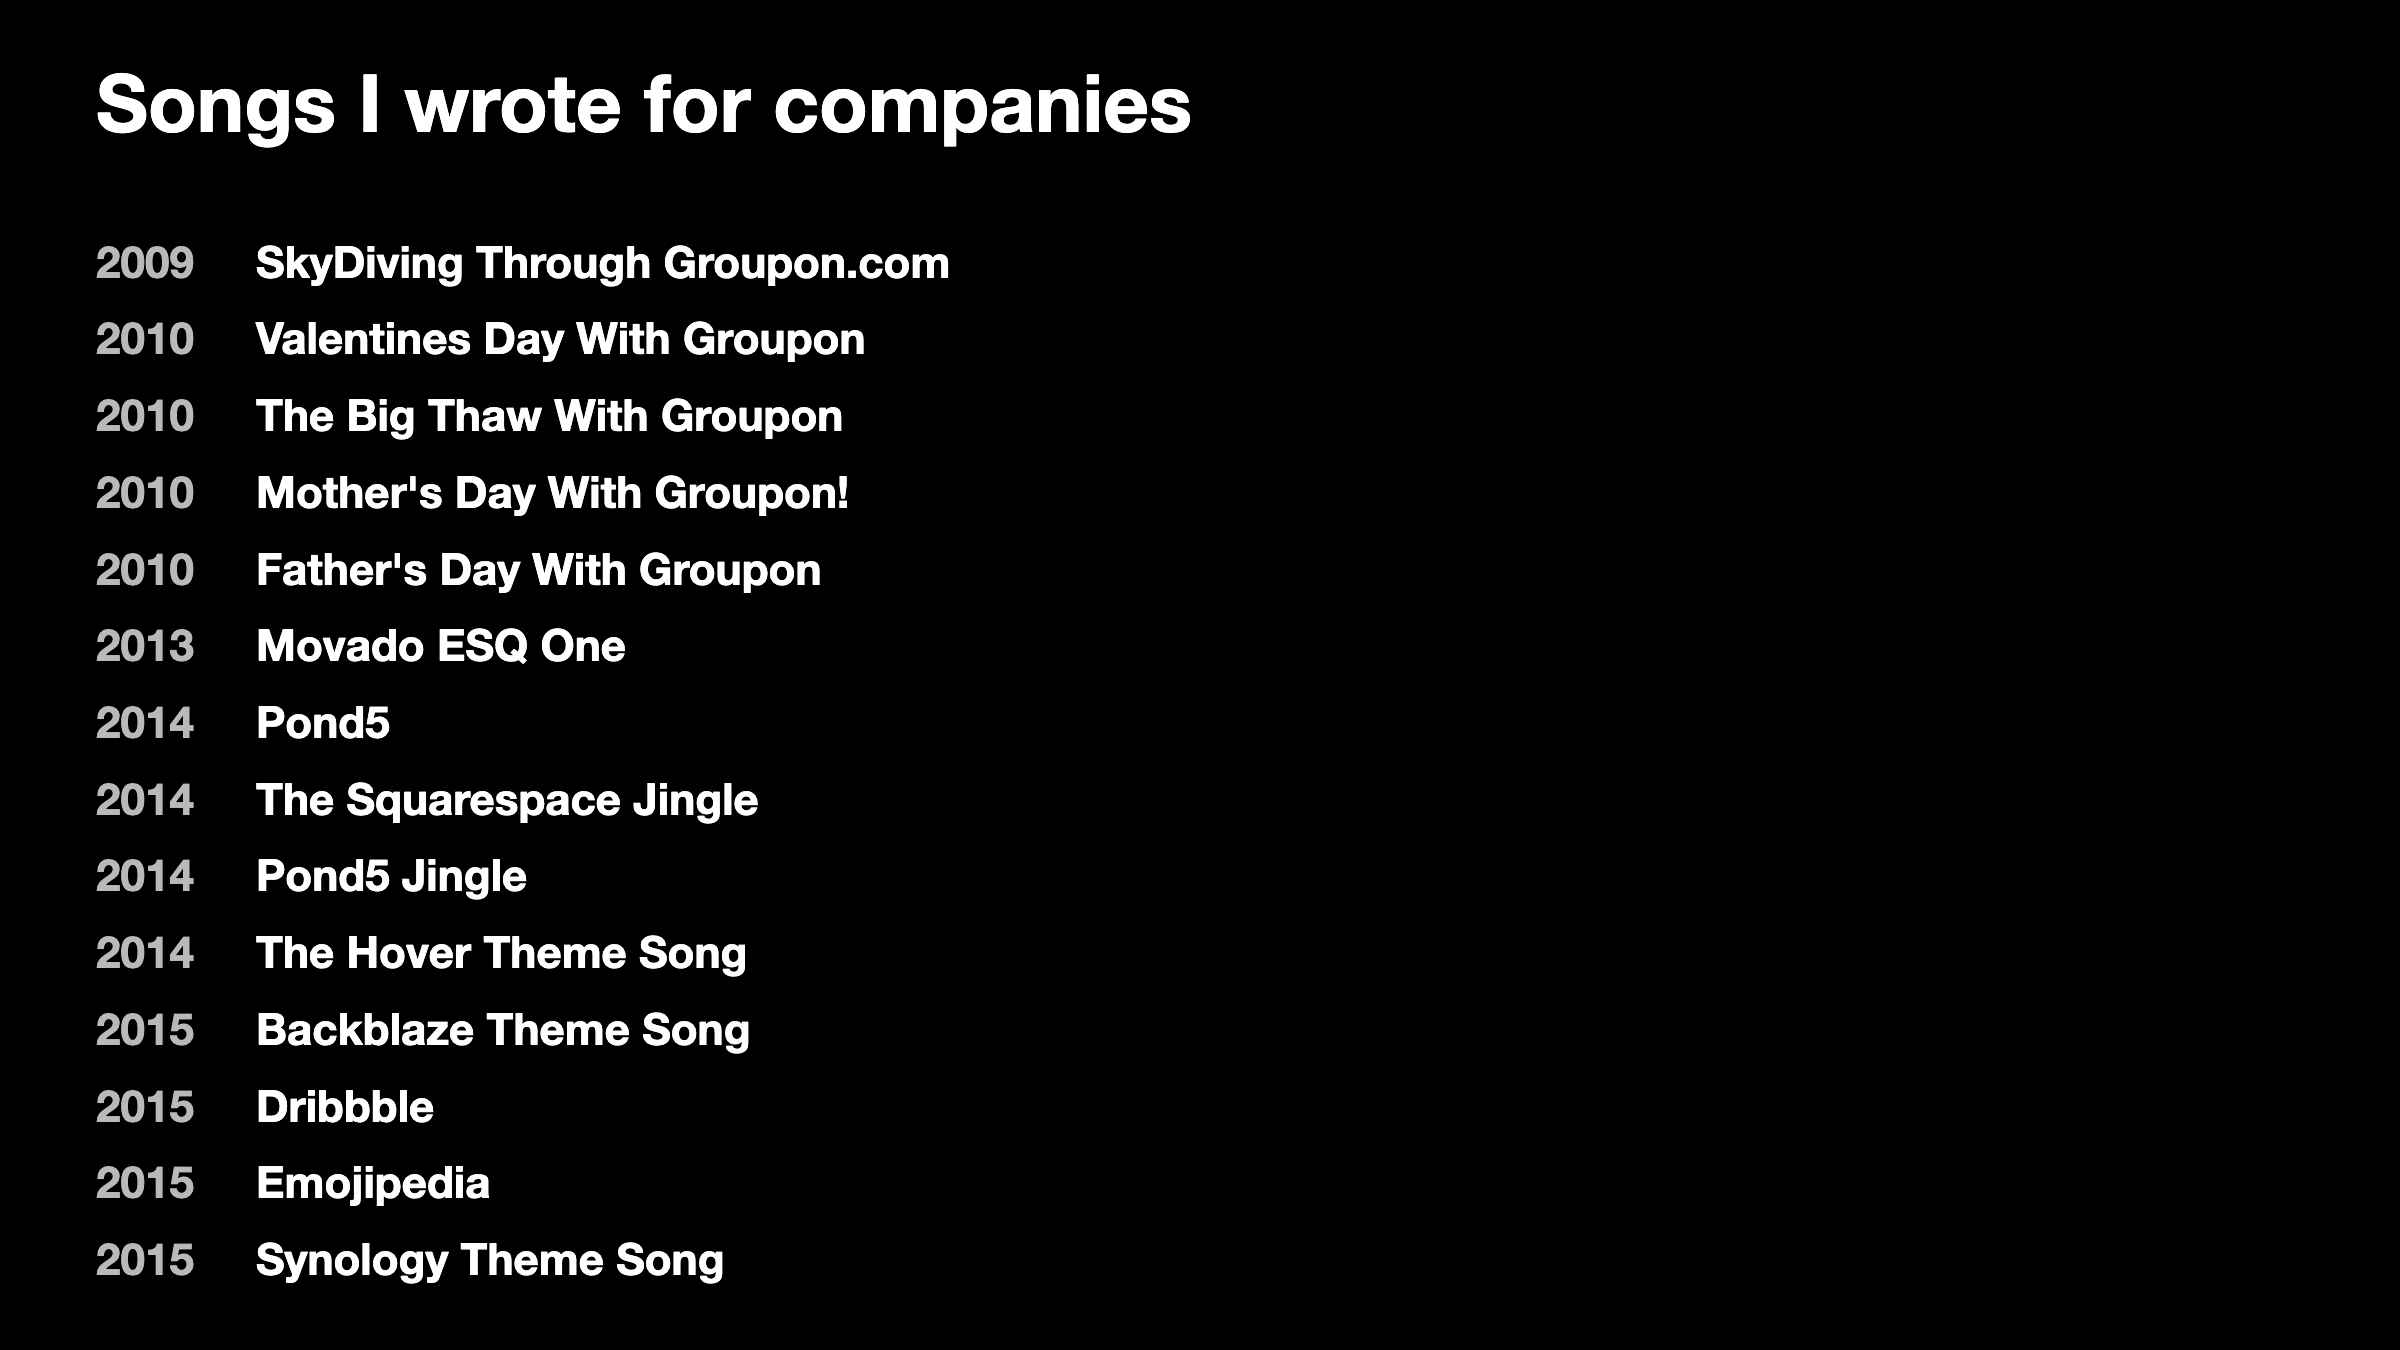 Songs I wrote for companies
2009 SkyDiving Through Groupon.com
2010 Valentines Day With Groupon
2010 The Big Thaw With Groupon
2010 Mother's Day With Groupon!
2010 Father's Day With Groupon
2013 Movado ESQ One
2014 Pond5
2014 The Squarespace Jingle
2014 Pond5 Jingle
2014 The Hover Theme Song
2015 Backblaze Theme Song
2015 Dribbble
2015 Emojipedia
2015 Synology Theme Song